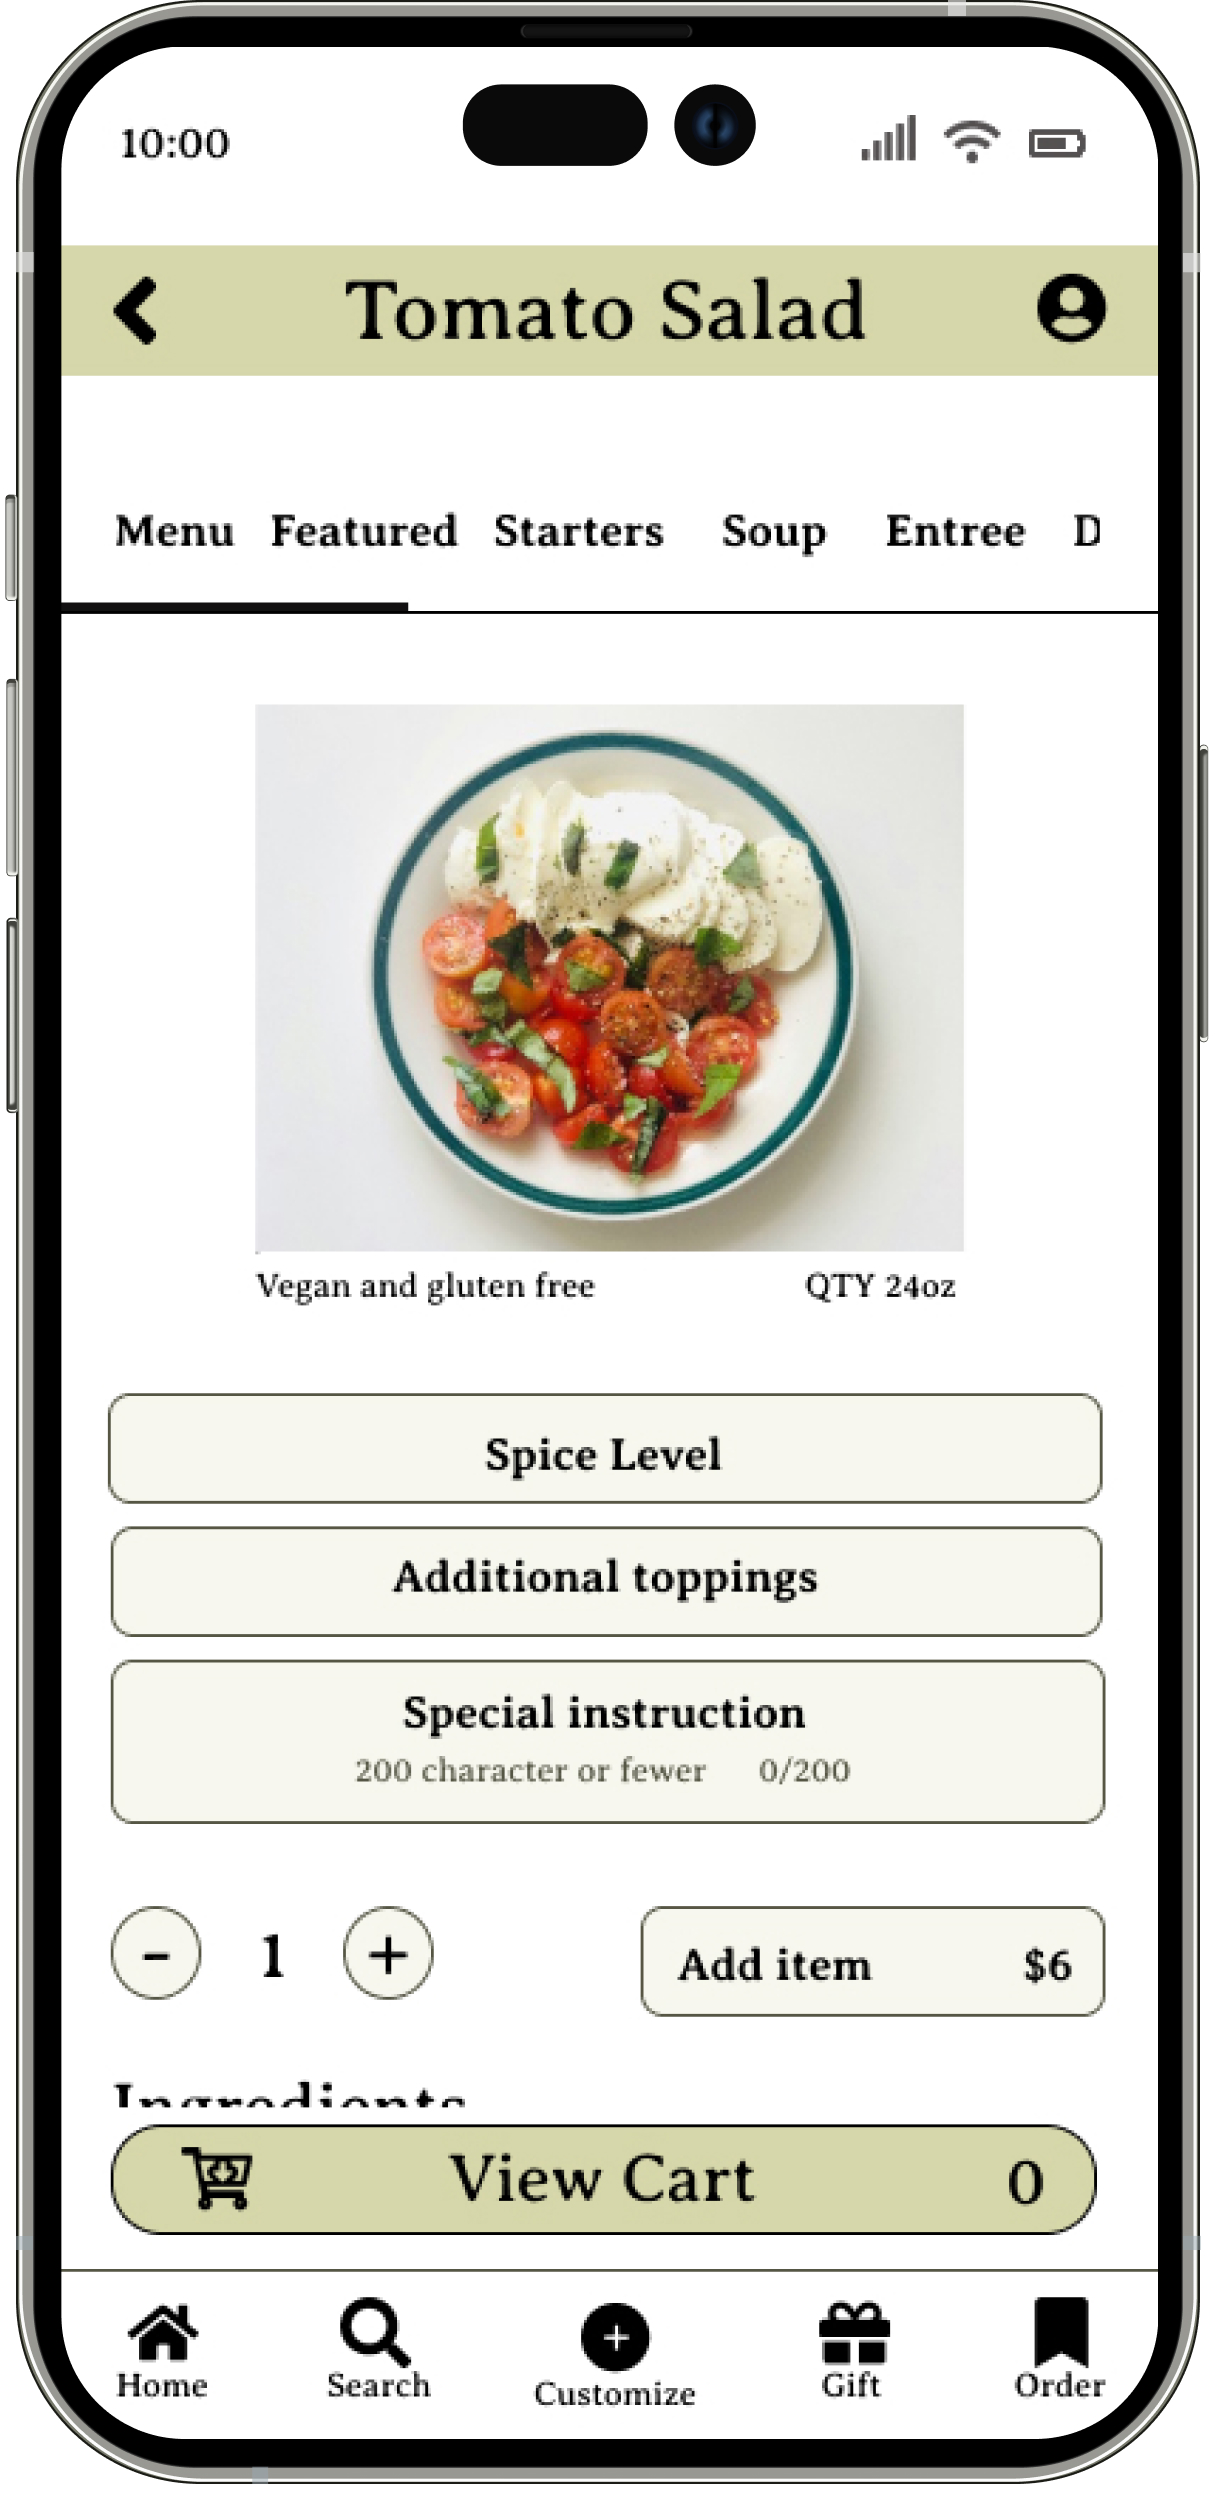 10:00
Tomato Salad
Menu Featured Starters Soup Entree D
Vegan and gluten free QTY 24oz
Spice Level
Additional toppings
Special instruction
200 character or fewer 0/200
- 1 +
Add item $6
Ingredients
View Cart 0
Home Search Customize Gift Order